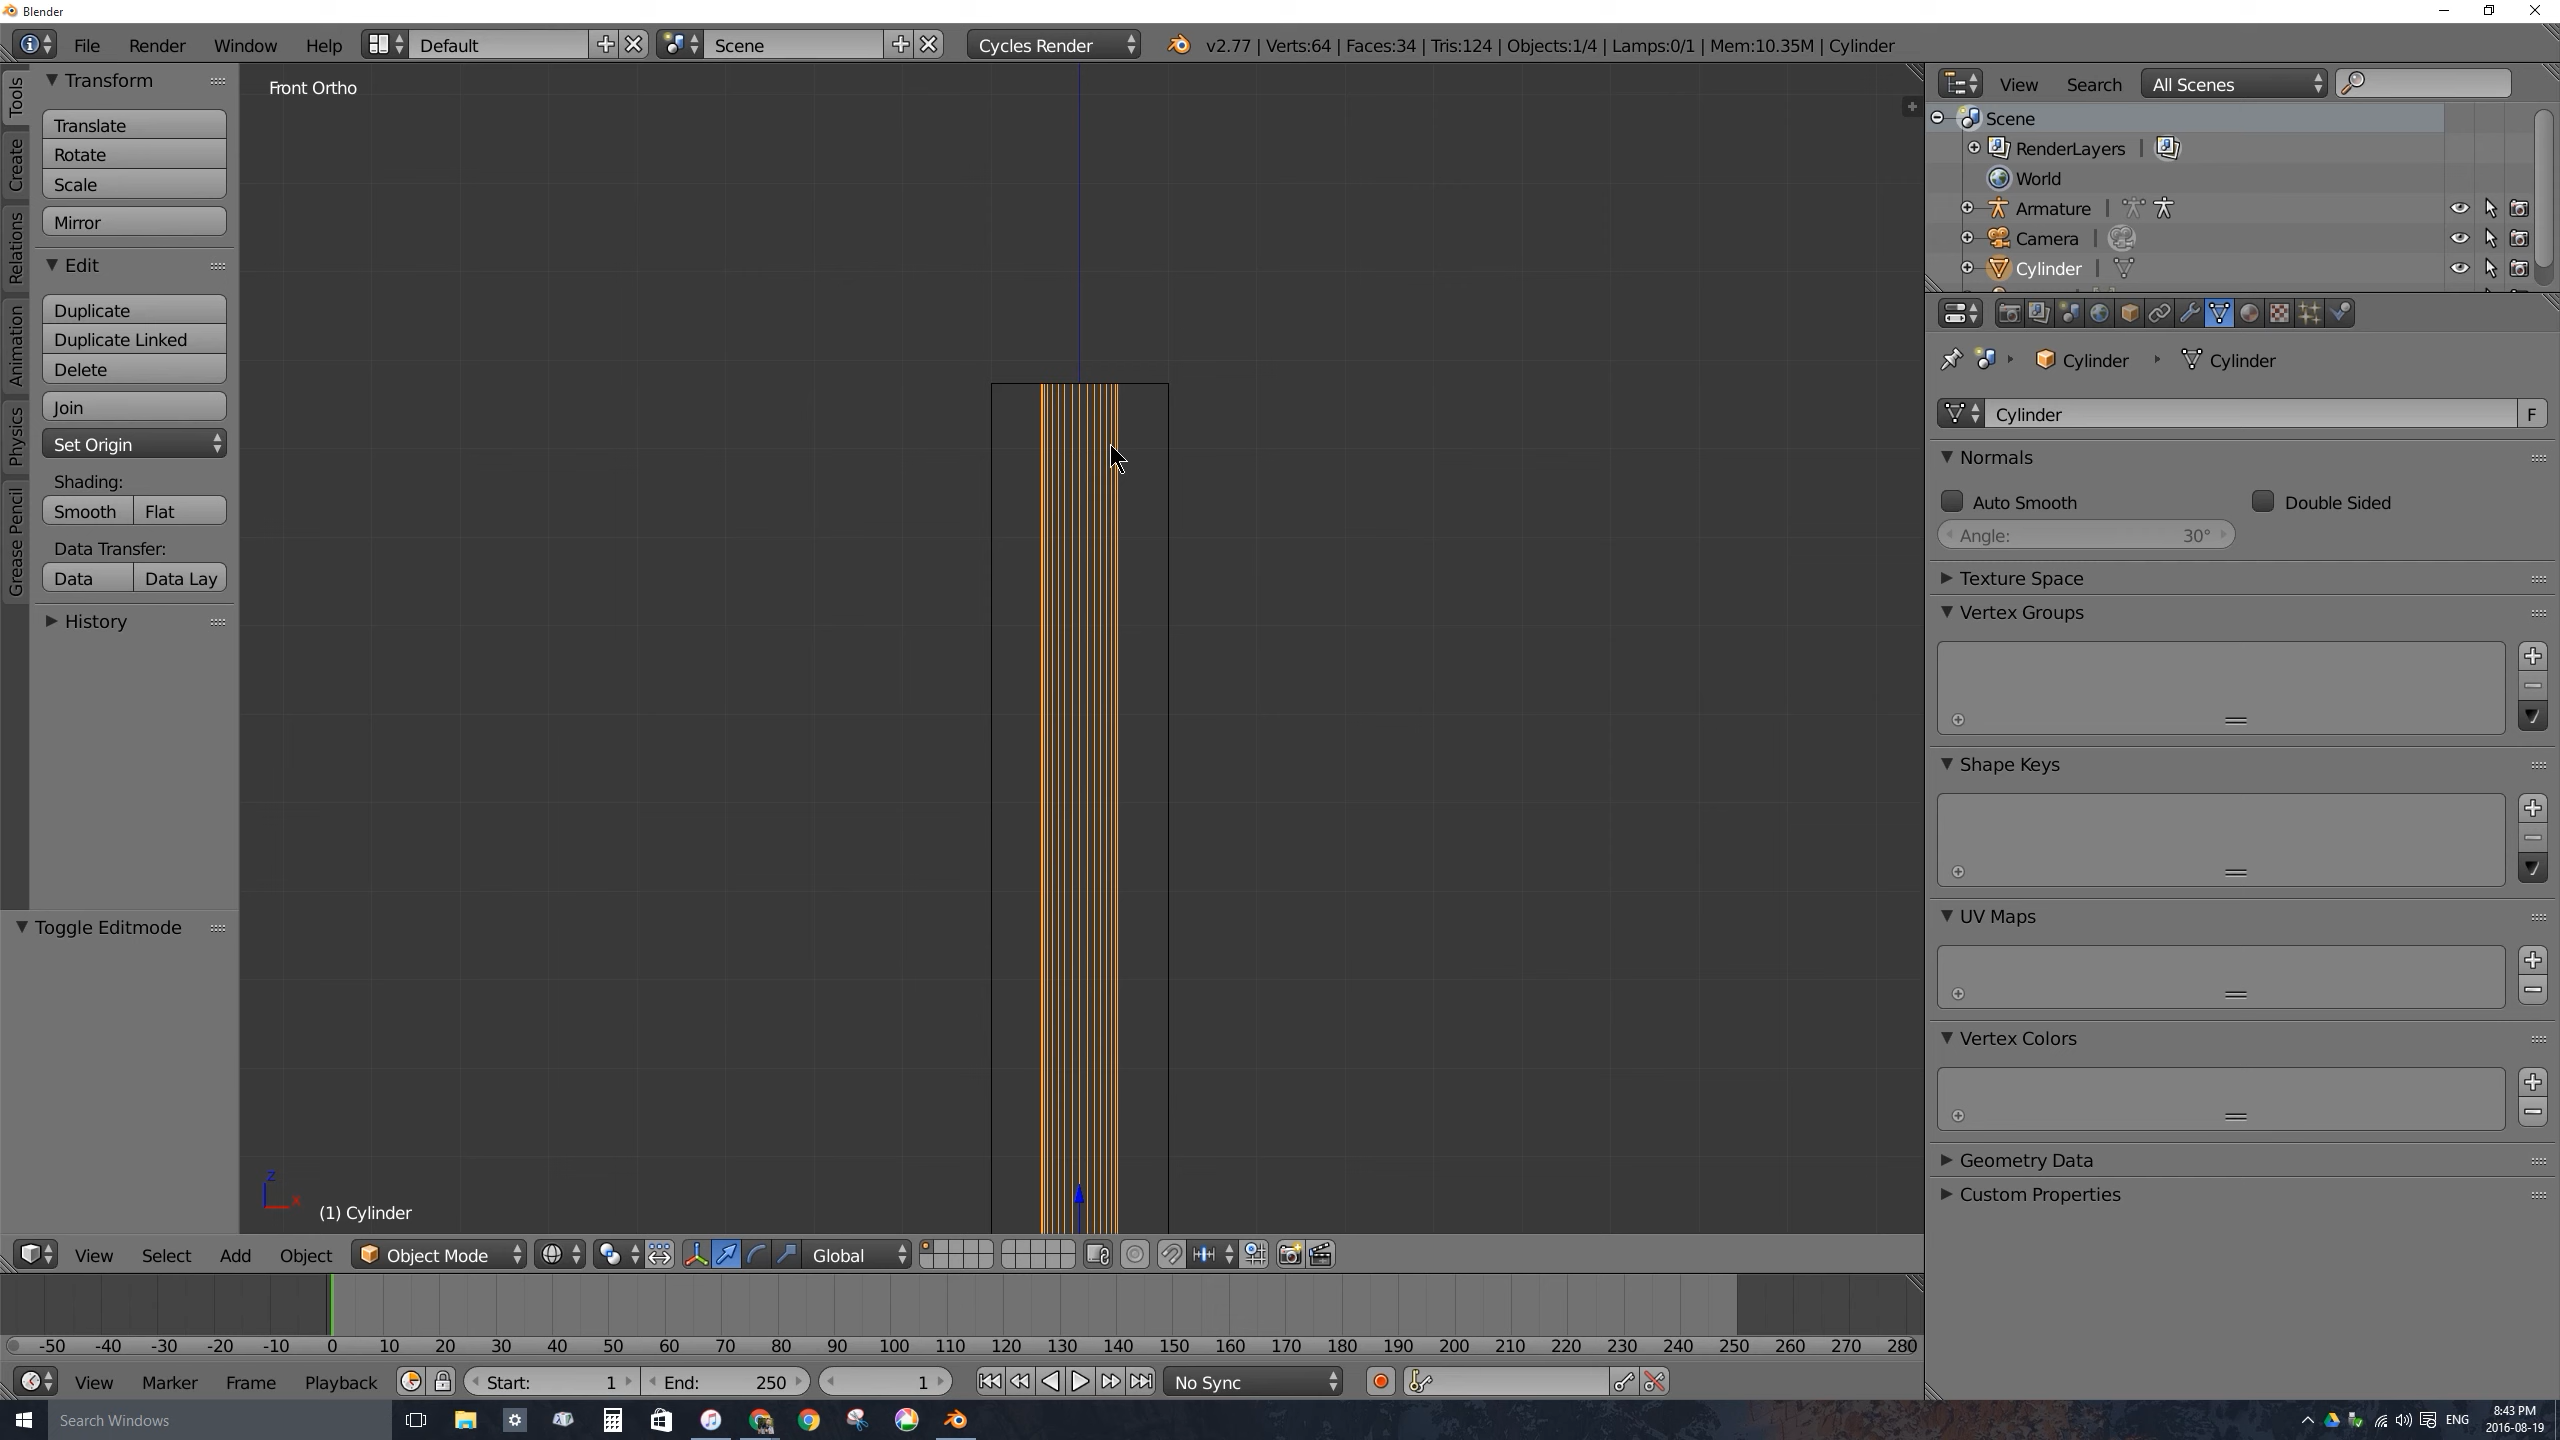 Blender
File Render Window Help Default Scene Cycles Render v2.77 | Verts:64 | Faces:34 | Tris:124 | Objects:1/4 | Lamps:0/1 | Mem:10.35M | Cylinder
Tools
Create
Relations
Animation
Physics
Grease Pencil
Transform
Translate
Rotate
Scale
Mirror
Edit
Duplicate
Duplicate Linked
Delete
Join
Set Origin
Shading:
Smooth Flat
Data Transfer:
Data Data Lay
History
Toggle Editmode
Front Ortho
z
x
(1) Cylinder
View Search All Scenes
Scene
RenderLayers |
World
Armature |
Camera |
Cylinder |
Cylinder Cylinder
Cylinder F
Normals
Auto Smooth Double Sided
Angle: 30°
Texture Space
Vertex Groups
Shape Keys
UV Maps
Vertex Colors
Geometry Data
Custom Properties
View Select Add Object Object Mode Global
-50 -40 -30 -20 -10 0 10 20 30 40 50 60 70 80 90 100 110 120 130 140 150 160 170 180 190 200 210 220 230 240 250 260 270 280
View Marker Frame Playback Start: 1 End: 250 1 No Sync
Search Windows
ENG
8:43 PM
2016-08-19